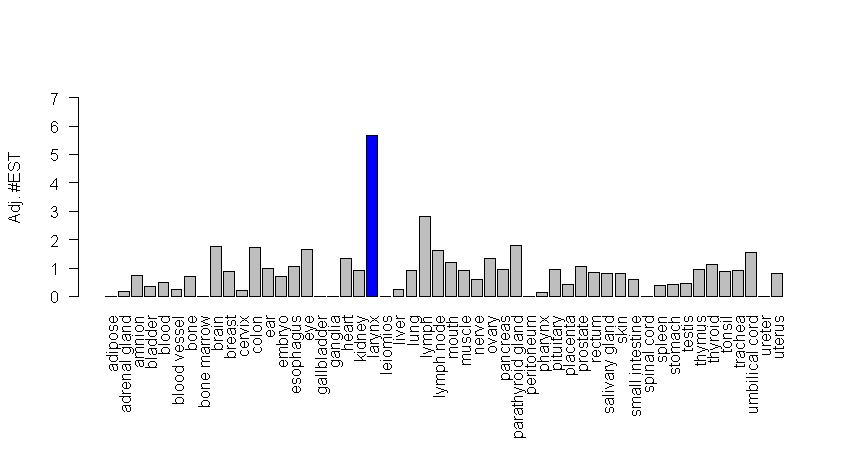 7
6
5
4
3
2
1
0
Adj. #EST
adipose
adrenal gland
amnion
bladder
blood
blood vessel
bone
bone marrow
brain
breast
cervix
colon
ear
embryo
esophagus
eye
gallbladder
ganglia
heart
kidney
larynx
leiomios
liver
lung
lymph
lymph node
mouth
muscle
nerve
ovary
pancreas
parathyroid gland
peritoneum
pharynx
pituitary
placenta
prostate
rectum
salivary gland
skin
small intestine
spinal cord
spleen
stomach
testis
thymus
thyroid
tonsil
trachea
umbilical cord
ureter
uterus